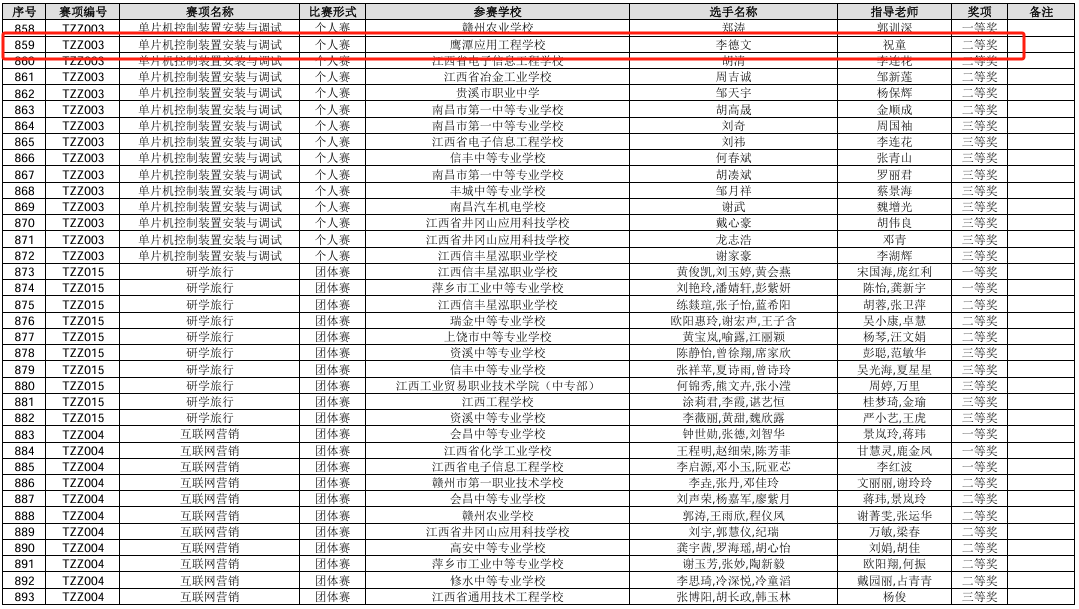 序号 赛项编号 赛项名称 比赛形式 参赛学校 选手名称 指导老师 奖项 备注
858 TZZ003 单片机控制装置安装与调试 个人赛 赣州农业学校 郑涛 郭训深 一等奖
859 TZZ003 单片机控制装置安装与调试 个人赛 鹰潭应用工程学校 李德文 祝童 二等奖
860 TZZ003 单片机控制装置安装与调试 个人赛 江西省电子信息工程学校 胡清 李连花 二等奖
861 TZZ003 单片机控制装置安装与调试 个人赛 江西省冶金工业学校 周吉诚 邹新莲 二等奖
862 TZZ003 单片机控制装置安装与调试 个人赛 贵溪市职业中学 邹天宇 杨保辉 二等奖
863 TZZ003 单片机控制装置安装与调试 个人赛 南昌市第一中等专业学校 胡高晟 金顺成 二等奖
864 TZZ003 单片机控制装置安装与调试 个人赛 南昌市第一中等专业学校 刘奇 周国袖 三等奖
865 TZZ003 单片机控制装置安装与调试 个人赛 江西省电子信息工程学校 刘祎 李连花 三等奖
866 TZZ003 单片机控制装置安装与调试 个人赛 信丰中等专业学校 何春斌 张青山 三等奖
867 TZZ003 单片机控制装置安装与调试 个人赛 南昌市第一中等专业学校 胡凑斌 罗丽君 三等奖
868 TZZ003 单片机控制装置安装与调试 个人赛 丰城中等专业学校 邹月祥 蔡景海 三等奖
869 TZZ003 单片机控制装置安装与调试 个人赛 南昌汽车机电学校 谢武 魏增光 三等奖
870 TZZ003 单片机控制装置安装与调试 个人赛 江西省井冈山应用科技学校 戴心豪 胡伟良 三等奖
871 TZZ003 单片机控制装置安装与调试 个人赛 江西省井冈山应用科技学校 龙志浩 邓青 三等奖
872 TZZ003 单片机控制装置安装与调试 个人赛 江西信丰星泓职业学校 谢家豪 李湖辉 三等奖
873 TZZ015 研学旅行 团体赛 江西信丰星泓职业学校 黄俊凯,刘玉婷,黄会燕 宋国海,庞红利 一等奖
874 TZZ015 研学旅行 团体赛 萍乡市工业中等专业学校 刘艳玲,潘婧轩,彭紫妍 陈怡,龚新宇 一等奖
875 TZZ015 研学旅行 团体赛 江西信丰星泓职业学校 练燚瑄,张子怡,蓝希阳 胡蓉,张卫萍 二等奖
876 TZZ015 研学旅行 团体赛 瑞金中等专业学校 欧阳惠玲,谢宏声,王子含 吴小康,卓慧 二等奖
877 TZZ015 研学旅行 团体赛 上饶市中等专业学校 黄宝凤,喻露,江丽颖 杨琴,汪文娟 二等奖
878 TZZ015 研学旅行 团体赛 资溪中等专业学校 陈静怡,曾徐翔,席家欣 彭聪,范敏华 三等奖
879 TZZ015 研学旅行 团体赛 信丰中等专业学校 张祥苹,夏诗雨,曾诗玲 吴光海,夏星星 三等奖
880 TZZ015 研学旅行 团体赛 江西工业贸易职业技术学院（中专部） 何锦秀,熊文卉,张小滢 周婷,万里 三等奖
881 TZZ015 研学旅行 团体赛 江西工程学校 涂莉君,李霞,谌艺恒 桂梦琦,金瑜 三等奖
882 TZZ015 研学旅行 团体赛 资溪中等专业学校 李薇丽,黄甜,魏欣露 严小艺,王虎 三等奖
883 TZZ004 互联网营销 团体赛 会昌中等专业学校 钟世勋,张德,刘智华 景岚玲,蒋玮 一等奖
884 TZZ004 互联网营销 团体赛 江西省化学工业学校 王程明,赵细荣,陈芳菲 甘慧灵,鹿金凤 一等奖
885 TZZ004 互联网营销 团体赛 江西省电子信息工程学校 李启源,邓小玉,阮亚芯 李红波 一等奖
886 TZZ004 互联网营销 团体赛 赣州市第一职业技术学校 李垚,张丹,邓佳玲 文丽丽,谢玲玲 二等奖
887 TZZ004 互联网营销 团体赛 会昌中等专业学校 刘声荣,杨嘉军,廖紫月 蒋玮,景岚玲 二等奖
888 TZZ004 互联网营销 团体赛 赣州农业学校 郭涛,王雨欣,程仪凤 谢菁雯,张运华 二等奖
889 TZZ004 互联网营销 团体赛 江西省井冈山应用科技学校 刘宇,郭慧仪,纪瑞 万敏,梁春 二等奖
890 TZZ004 互联网营销 团体赛 高安中等专业学校 龚宇茜,罗海瑶,胡心怡 刘娟,胡佳 二等奖
891 TZZ004 互联网营销 团体赛 萍乡市工业中等专业学校 谢玉芳,张妙,陶新毅 欧阳翔,何振 二等奖
892 TZZ004 互联网营销 团体赛 修水中等专业学校 李思琦,冷深悦,冷童滔 戴园丽,占青青 二等奖
893 TZZ004 互联网营销 团体赛 江西省通用技术工程学校 张博阳,胡长政,韩玉林 杨俊 三等奖